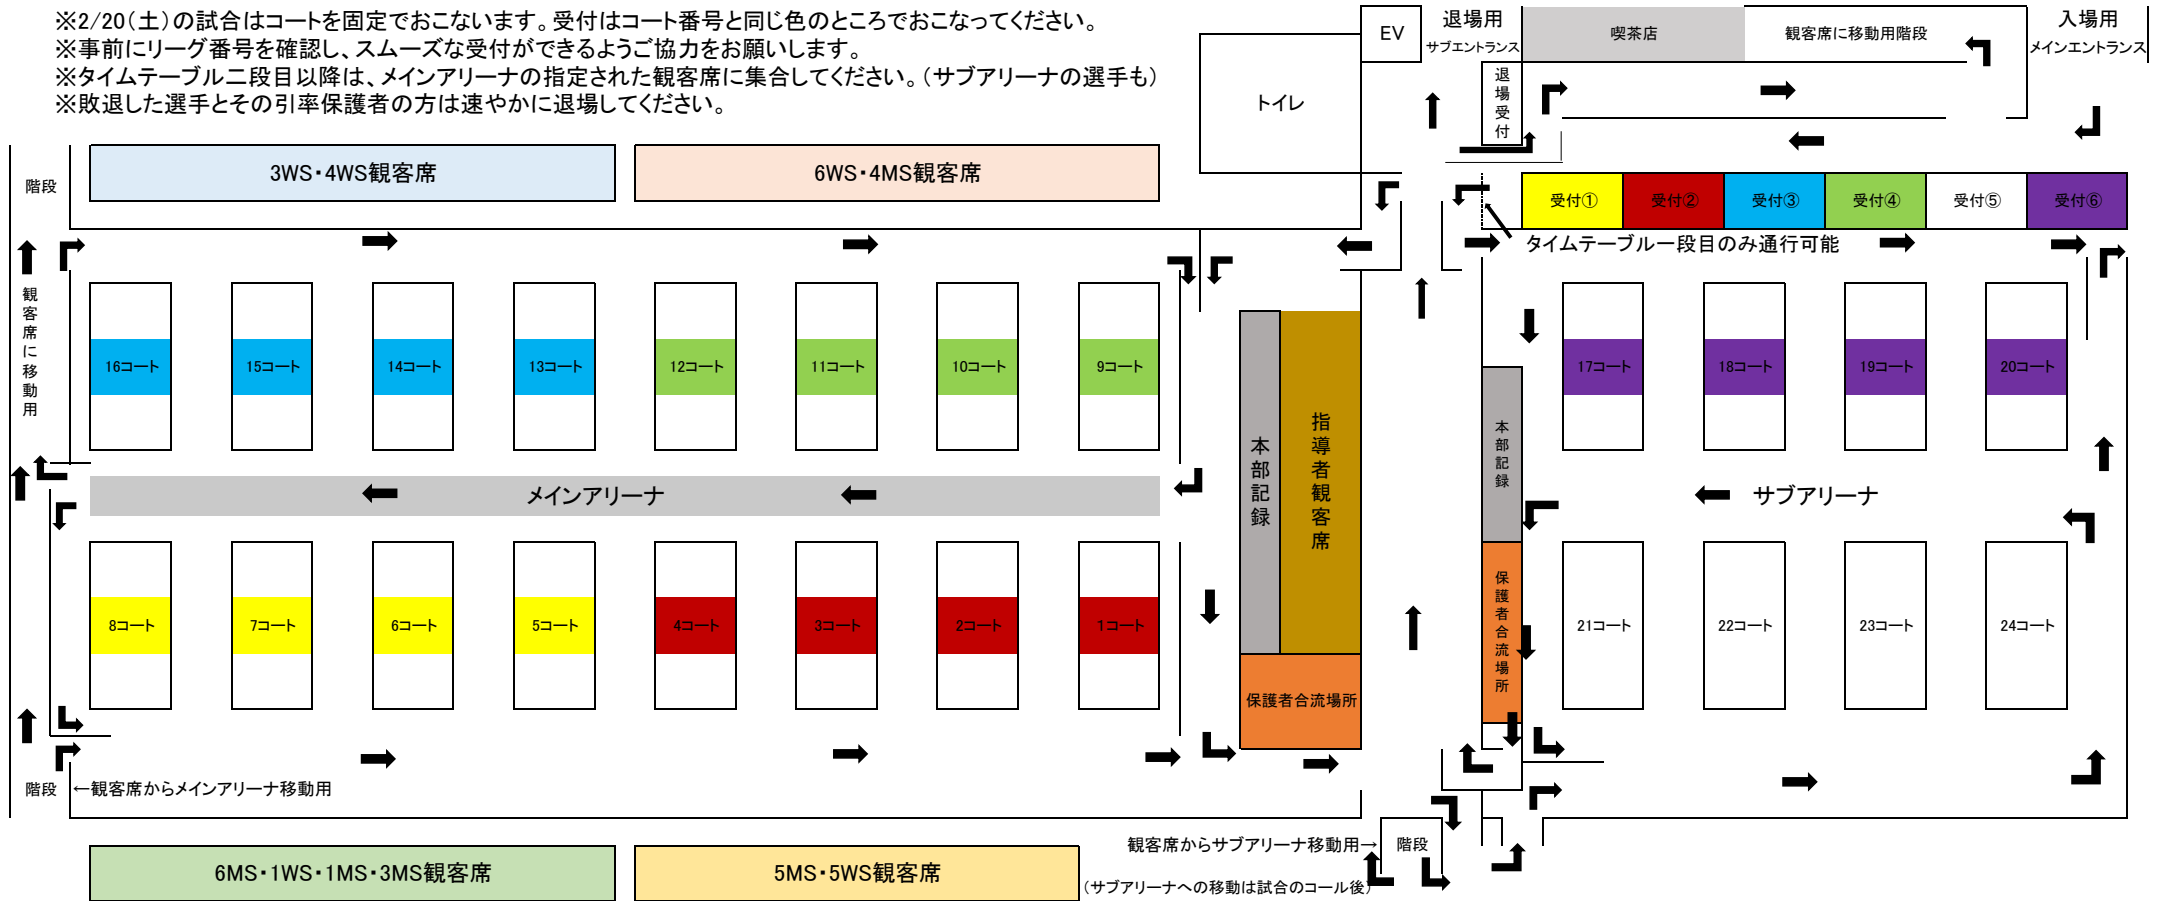 ※2/20(土)の試合はコートを固定でおこないます。受付はコート番号と同じ色のところでおこなってください。
※事前にリーグ番号を確認し、スムーズな受付ができるようご協力をお願いします。
※タイムテーブル二段目以降は、メインアリーナの指定された観客席に集合してください。(サブアリーナの選手も)
※敗退した選手とその引率保護者の方は速やかに退場してください。
EV
退場用
サブエントランス
喫茶店
観客席に移動用階段
入場用
メインエントランス
トイレ
退場受付
階段
3WS・4WS観客席
6WS・4MS観客席
受付①
受付②
受付③
受付④
受付⑤
受付⑥
タイムテーブル一段目のみ通行可能
観客席に移動用
16コート
15コート
14コート
13コート
12コート
11コート
10コート
9コート
本部記録
指導者観客席
17コート
18コート
19コート
20コート
本部記録
メインアリーナ
サブアリーナ
8コート
7コート
6コート
5コート
4コート
3コート
2コート
1コート
保護者合流場所
保護者合流場所
21コート
22コート
23コート
24コート
階段
←観客席からメインアリーナ移動用
観客席からサブアリーナ移動用→
階段
6MS・1WS・1MS・3MS観客席
5MS・5WS観客席
(サブアリーナへの移動は試合のコール後)